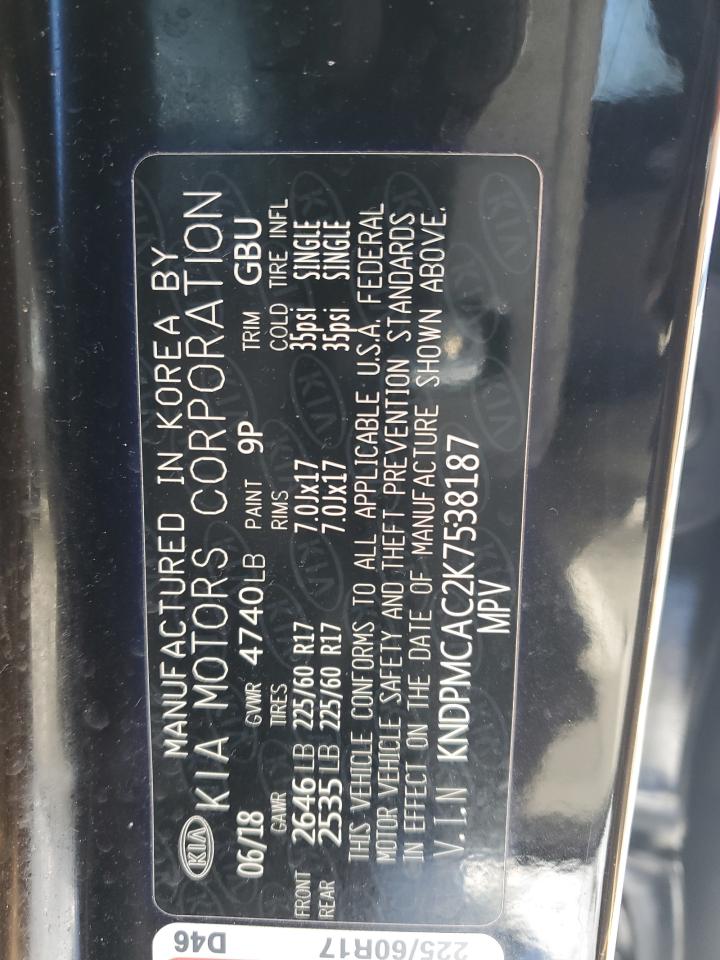 KIA MANUFACTURED IN KOREA BY
KIA MOTORS CORPORATION
06/18 GVWR 4740LB PAINT 9P TRIM GBU
GAWR TIRES RIMS COLD TIRE INFL
FRONT 2646LB 225/60 R17 7.0Jx17 35psi SINGLE
REAR 2535LB 225/60 R17 7.0Jx17 35psi SINGLE
THIS VEHICLE CONFORMS TO ALL APPLICABLE U.S.A. FEDERAL
MOTOR VEHICLE SAFETY AND THEFT PREVENTION STANDARDS
IN EFFECT ON THE DATE OF MANUFACTURE SHOWN ABOVE.
V.I.N KNDPMCAC2K7538187
MPV
D46
225/60R17